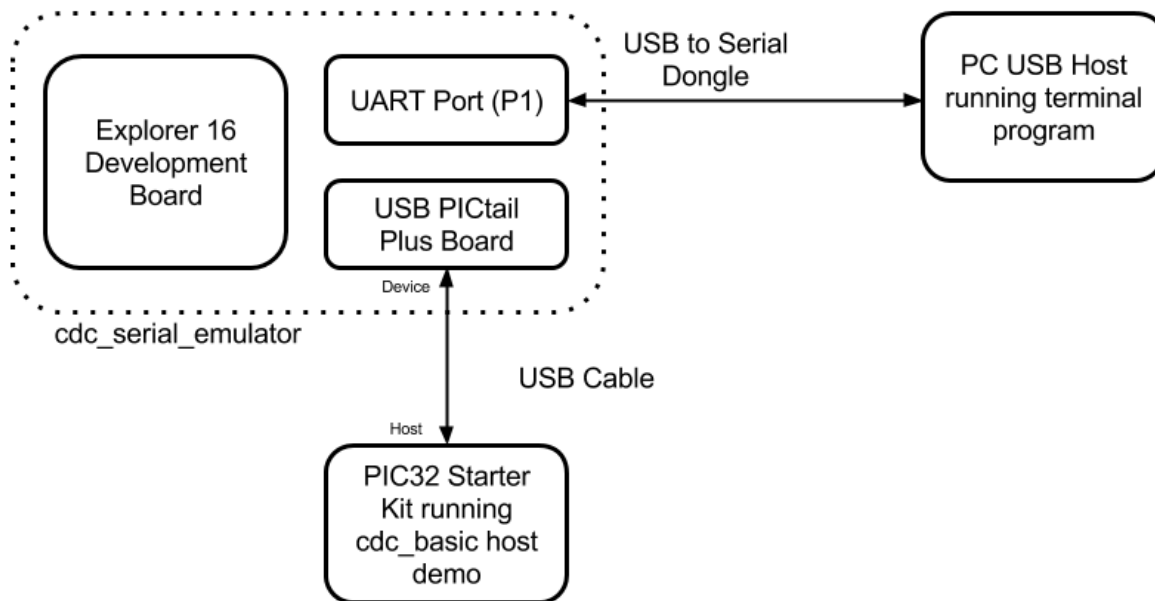 Explorer 16
Development
Board
UART Port (P1)
USB to Serial
Dongle
PC USB Host
running terminal
program
USB PICtail
Plus Board
Device
cdc_serial_emulator
USB Cable
Host
PIC32 Starter
Kit running
cdc_basic host
demo